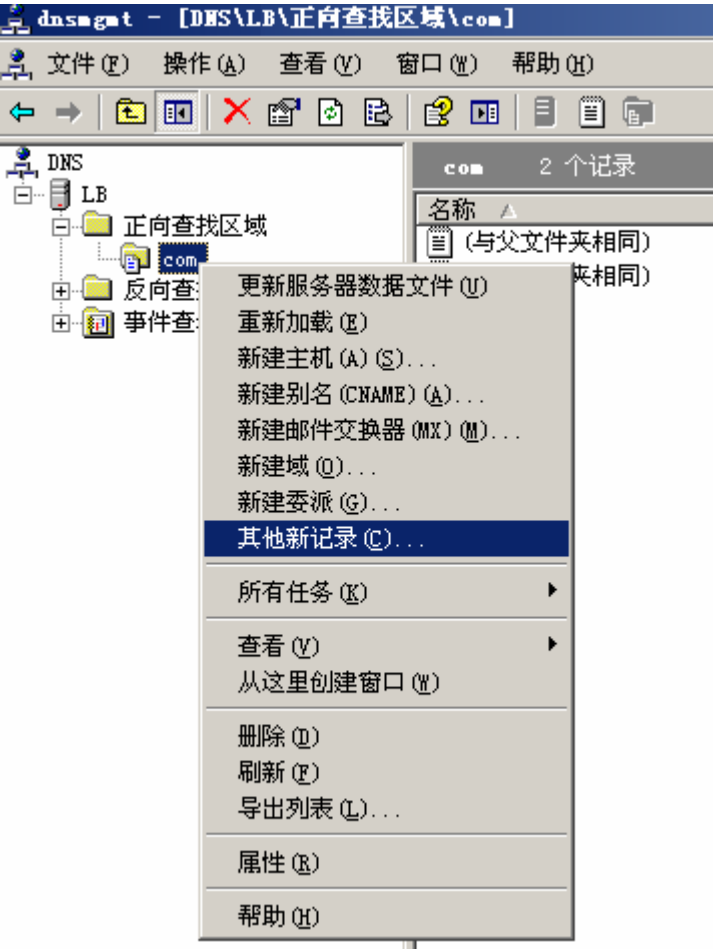 dnsmgmt - [DNS\LB\正向查找区域\com]
文件(F) 操作(A) 查看(V) 窗口(W) 帮助(H)
DNS
LB
正向查找区域
com
反向查
事件查
com 2 个记录
名称
(与父文件夹相同)
夹相同)
更新服务器数据文件(U)
重新加载(E)
新建主机(A)(S)...
新建别名(CNAME)(A)...
新建邮件交换器(MX)(M)...
新建域(O)...
新建委派(G)...
其他新记录(C)...
所有任务(K)
查看(V)
从这里创建窗口(W)
删除(D)
刷新(F)
导出列表(L)...
属性(R)
帮助(H)